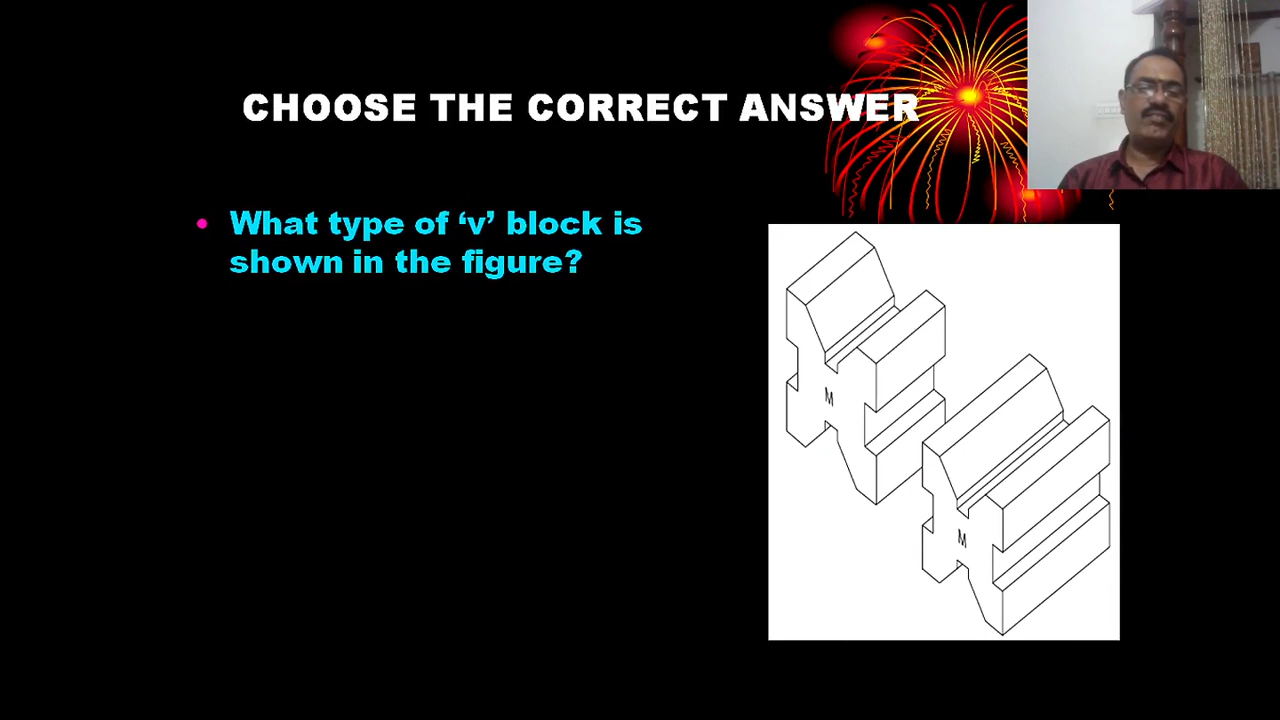 CHOOSE THE CORRECT ANSWER
• What type of ‘v’ block is
shown in the figure?
M
M